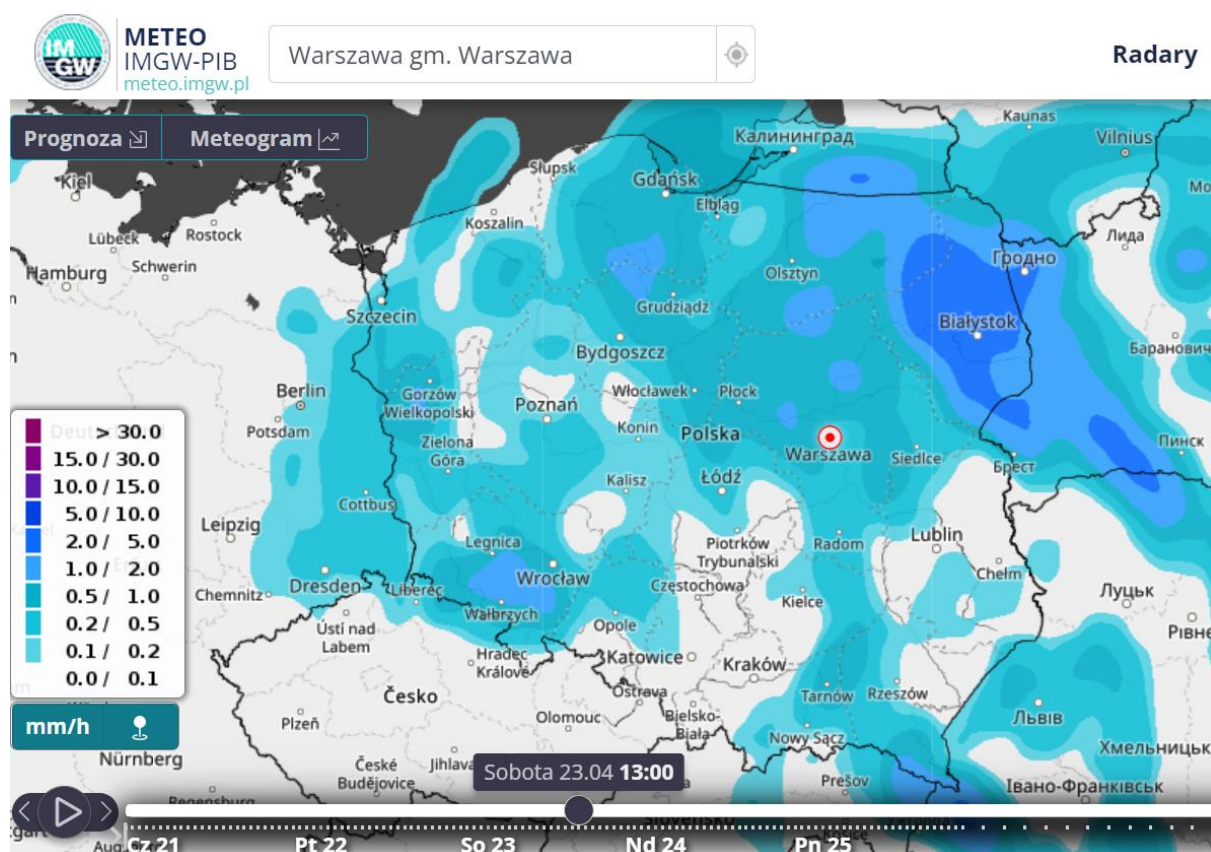 METEO
IMGW-PIB
meteo.imgw.pl
IM
GW
Warszawa gm. Warszawa
Radary
Prognoza
Meteogram
Kaunas
Калининград
Vilnius
Kiel
Słupsk
Gdańsk
Elbląg
Koszalin
Lübeck
Rostock
Лида
Schwerin
Hamburg
Olsztyn
Гродно
Grudziądz
Szczecin
Białystok
Bydgoszcz
Барановичи
Berlin
Gorzów
Wielkopolski
Poznań
Włocławek
Płock
Potsdam
Konin
Polska
Warszawa
Siedlce
Брест
Пинск
Zielona
Góra
Kalisz
Łódź
Cottbus
Leipzig
Legnica
Piotrków
Trybunalski
Radom
Lublin
Chełm
Chemnitz
Dresden
Liberec
Wrocław
Częstochowa
Луцьк
Wałbrzych
Kielce
Ústí nad
Labem
Opole
Рівне
Hradec
Králové
Katowice
Kraków
Česko
Ostrava
Tarnów
Rzeszów
Plzeň
Olomouc
Bielsko-
Biała
Львів
Nowy Sącz
Хмельницьк
Nürnberg
České
Budějovice
Jihlava
Prešov
Івано-Франківськ
Regensburg
Slovensko
Košice
Deutschland
> 30.0
15.0 / 30.0
10.0 / 15.0
5.0 / 10.0
2.0 / 5.0
1.0 / 2.0
0.5 / 1.0
0.2 / 0.5
0.1 / 0.2
0.0 / 0.1
mm/h
Sobota 23.04 13:00
Cz 21
Pt 22
So 23
Nd 24
Pn 25